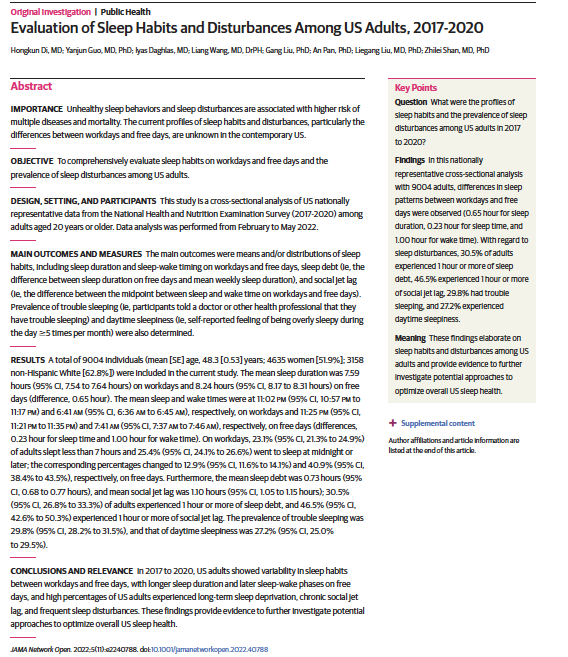 Original Investigation | Public Health
Evaluation of Sleep Habits and Disturbances Among US Adults, 2017-2020
Hongkun Di, MD; Yanjun Guo, MD, PhD; Iyas Daghlas, MD; Liang Wang, MD, DrPH; Gang Liu, MD, PhD; An Pan, PhD; Liegang Liu, MD, PhD; Zhilei Shan, MD, PhD
Abstract
IMPORTANCE Unhealthy sleep behaviors and sleep disturbances are associated with higher risk of
multiple diseases and mortality. The current profiles of sleep habits and disturbances, particularly the
differences between workdays and free days, are unknown in the contemporary US.
OBJECTIVE To comprehensively evaluate sleep habits on workdays and free days and the
prevalence of sleep disturbances among US adults.
DESIGN, SETTING, AND PARTICIPANTS This study is a cross-sectional analysis of US nationally
representative data from the National Health and Nutrition Examination Survey (2017-2020) among
adults aged 20 years or older. Data analysis was performed from February to May 2022.
MAIN OUTCOMES AND MEASURES The main outcomes were means and/or distributions of sleep
habits, including sleep duration and sleep-wake timing on workdays and free days, sleep debt (ie, the
difference between sleep duration on free days and mean weekly sleep duration), and social jet lag
(ie, the difference between the midpoint between sleep and wake time on workdays and free days).
Prevalence of trouble sleeping (ie, participants told a doctor or other health professional that they
have trouble sleeping) and daytime sleepiness (ie, self-reported feeling of being overly sleepy during
the day ≥5 times per month) were also determined.
RESULTS A total of 9004 individuals (mean [SE] age, 48.3 [0.53] years; 4635 women [51.9%]; 3158
non-Hispanic White [62.8%]) were included in the current study. The mean sleep duration was 7.59
hours (95% CI, 7.54 to 7.64 hours) on workdays and 8.24 hours (95% CI, 8.17 to 8.31 hours) on free
days (difference, 0.65 hour). The mean sleep and wake times were at 11:02 PM (95% CI, 10:57 PM to
11:17 PM) and 6:41 AM (95% CI, 6:36 AM to 6:45 AM), respectively, on workdays and 11:25 PM (95% CI,
11:21 PM to 11:35 PM) and 7:41 AM (95% CI, 7:37 AM to 7:46 AM), respectively, on free days (differences,
0.23 hour for sleep time and 1.00 hour for wake time). On workdays, 23.1% (95% CI, 21.3% to 24.9%)
of adults slept less than 7 hours and 25.4% (95% CI, 24.1% to 26.6%) went to sleep at midnight or
later; the corresponding percentages changed to 12.9% (95% CI, 11.6% to 14.1%) and 40.9% (95% CI,
38.4% to 43.5%), respectively, on free days. Furthermore, the mean sleep debt was 0.73 hours (95%
CI, 0.68 to 0.77 hours), and mean social jet lag was 1.10 hours (95% CI, 1.05 to 1.15 hours); 30.5%
(95% CI, 26.8% to 33.3%) of adults experienced 1 hour or more of sleep debt, and 46.5% (95% CI,
42.6% to 50.3%) experienced 1 hour or more of social jet lag. The prevalence of trouble sleeping was
29.8% (95% CI, 28.2% to 31.5%), and that of daytime sleepiness was 27.2% (95% CI, 25.0%
to 29.5%).
CONCLUSIONS AND RELEVANCE In 2017 to 2020, US adults showed variability in sleep habits
between workdays and free days, with longer sleep duration and later sleep-wake phases on free
days, and high percentages of US adults experienced long-term sleep deprivation, chronic social jet
lag, and frequent sleep disturbances. These findings provide evidence to further investigate potential
approaches to optimize overall US sleep health.
JAMA Network Open. 2022;5(11):e2240788. doi:10.1001/jamanetworkopen.2022.40788
Key Points
Question What were the profiles of
sleep habits and the prevalence of sleep
disturbances among US adults in 2017
to 2020?
Findings In this nationally
representative cross-sectional analysis
with 9004 adults, differences in sleep
patterns between workdays and free
days were observed (0.65 hour for sleep
duration, 0.23 hour for sleep time, and
1.00 hour for wake time). With regard to
sleep disturbances, 30.5% of adults
experienced 1 hour or more of sleep
debt, 46.5% experienced 1 hour or more
of social jet lag, 29.8% had trouble
sleeping, and 27.2% experienced
daytime sleepiness.
Meaning These findings elaborate on
sleep habits and disturbances among US
adults and provide evidence to further
investigate potential approaches to
optimize overall US sleep health.
+ Supplemental content
Author affiliations and article information are
listed at the end of this article.